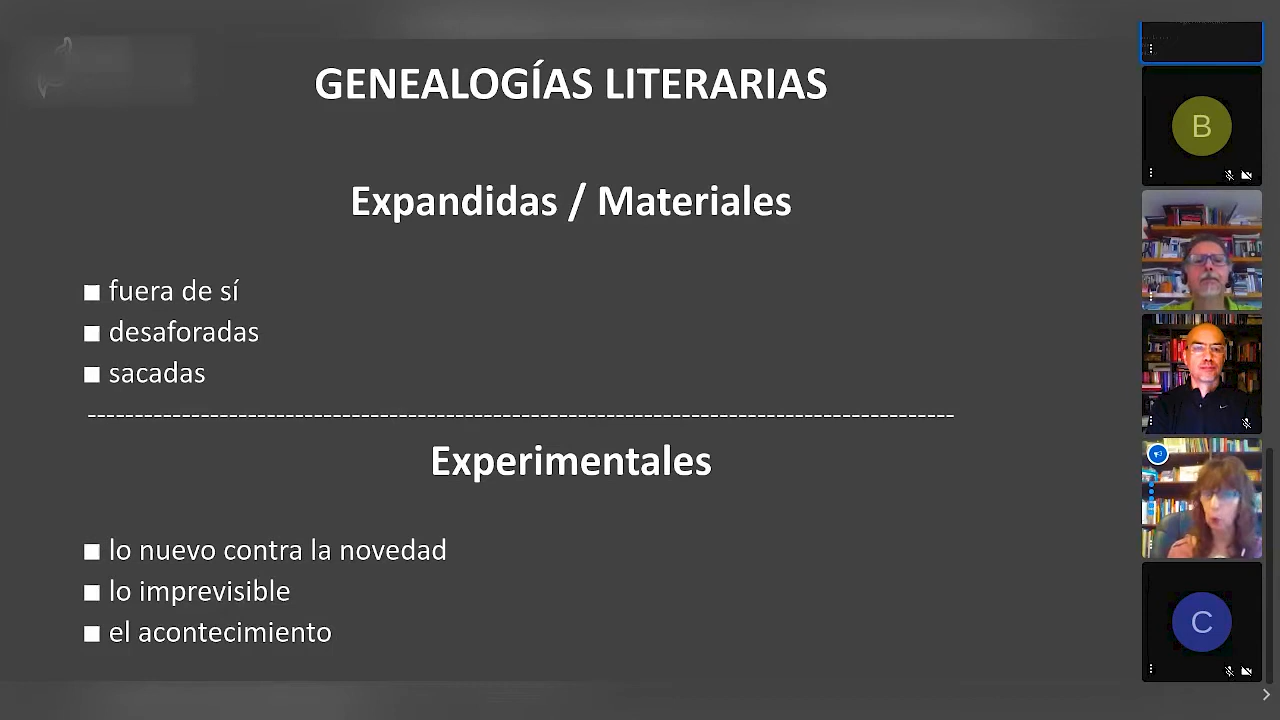 GENEALOGÍAS LITERARIAS
Expandidas / Materiales
■ fuera de sí
■ desaforadas
■ sacadas
--------------------------------------------------------------------------------------------
Experimentales
■ lo nuevo contra la novedad
■ lo imprevisible
■ el acontecimiento
B
C